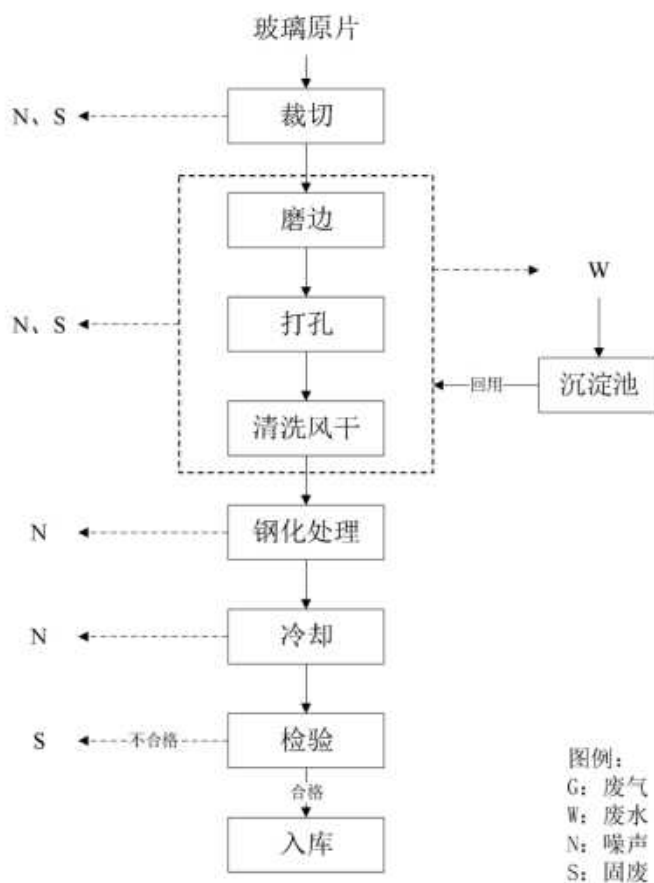 玻璃原片
N、S
裁切
磨边
W
N、S
打孔
回用
沉淀池
清洗风干
N
钢化处理
N
冷却
S
不合格
检验
合格
入库
图例：
G：废气
W：废水
N：噪声
S：固废